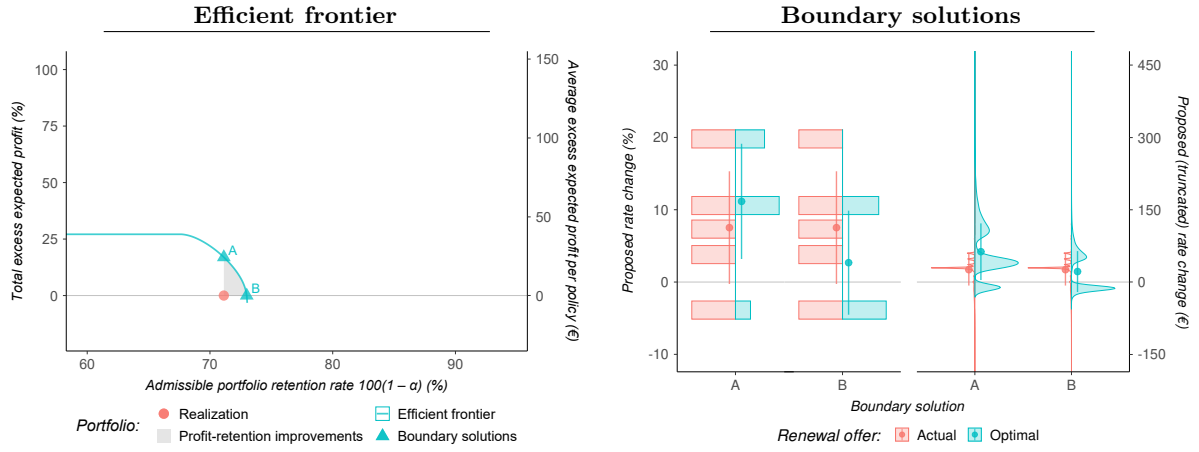 Efficient frontier
Total excess expected profit (%)
100
75
50
25
0
60
70
80
90
Admissible portfolio retention rate 100(1 − α) (%)
150
100
50
0
Average excess expected profit per policy (€)
A
B
Portfolio:
Realization
Profit-retention improvements
Efficient frontier
Boundary solutions
Boundary solutions
Proposed rate change (%)
30
20
10
0
-10
A
B
A
B
Boundary solution
450
300
150
0
-150
Proposed (truncated) rate change (€)
Renewal offer:
Actual
Optimal